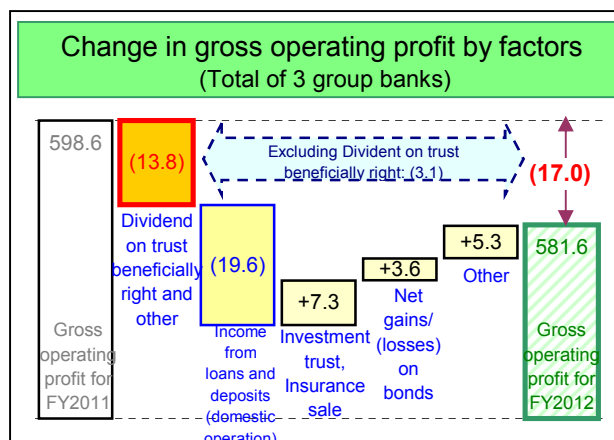 Change in gross operating profit by factors
(Total of 3 group banks)
598.6
(13.8)
Excluding Divident on trust
beneficially right: (3.1)
(17.0)
Dividend
on trust
beneficially
right and
other
(19.6)
+7.3
+3.6
+5.3
581.6
Other
Net
gains/
(losses)
on
bonds
Investment
trust,
Insurance
sale
Income
from
loans and
deposits
(domestic
operation)
Gross
operating
profit for
FY2011
Gross
operating
profit for
FY2012